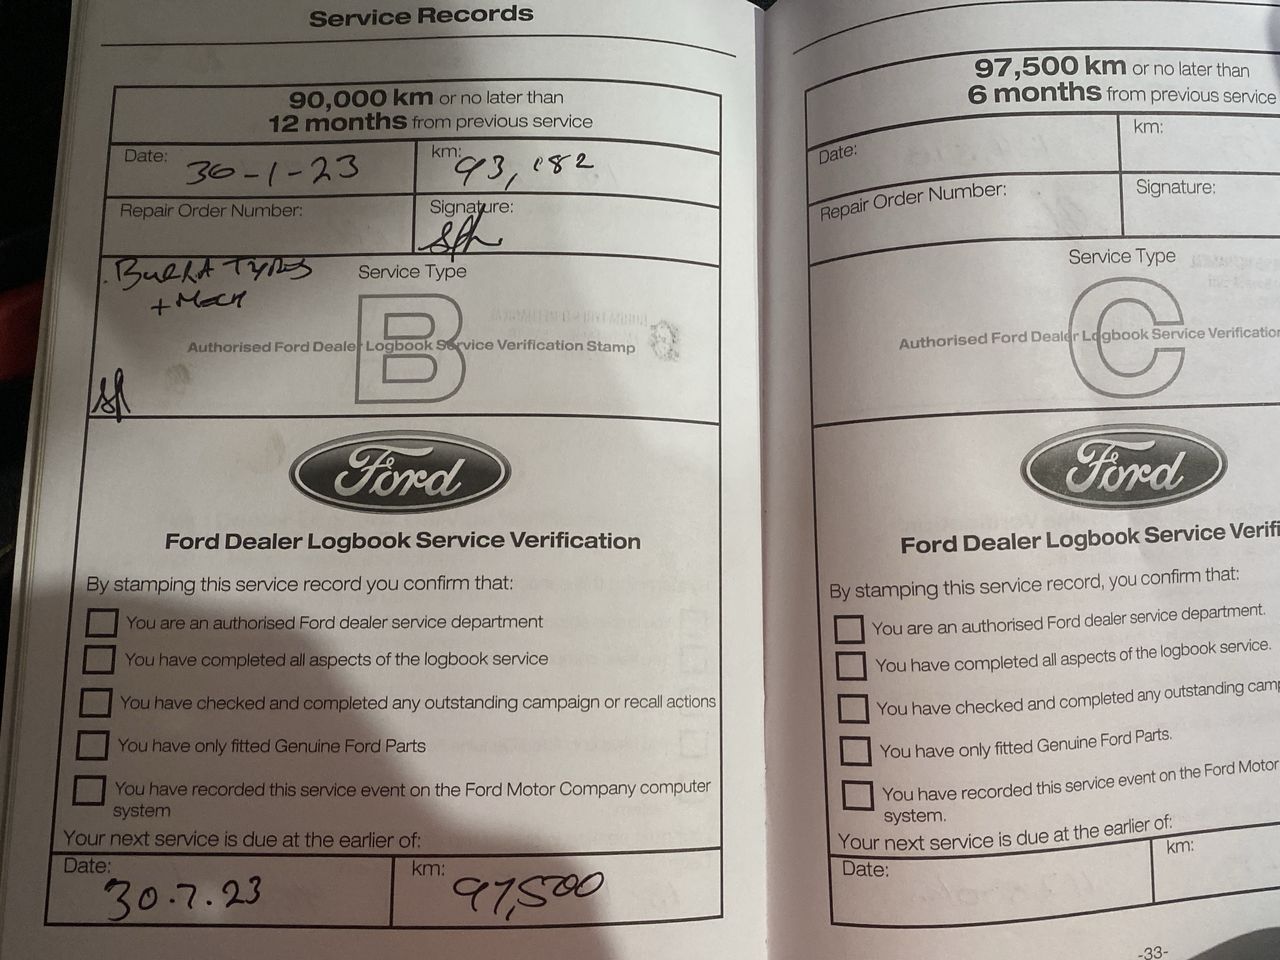 Service Records
90,000 km or no later than
12 months from previous service
Date: 30-1-23
km: 93,182
Repair Order Number:
Signature:
BURRA TYRES
+ Mech
Service Type
B
Authorised Ford Dealer Logbook Service Verification Stamp
Ford
Ford Dealer Logbook Service Verification
By stamping this service record you confirm that:
You are an authorised Ford dealer service department
You have completed all aspects of the logbook service
You have checked and completed any outstanding campaign or recall actions
You have only fitted Genuine Ford Parts
You have recorded this service event on the Ford Motor Company computer
system
Your next service is due at the earlier of:
Date: 30.7.23
km: 97,500
97,500 km or no later than
6 months from previous service
Date:
km:
Repair Order Number:
Signature:
Service Type
C
Authorised Ford Dealer Logbook Service Verification
Ford
Ford Dealer Logbook Service Verifi
By stamping this service record, you confirm that:
You are an authorised Ford dealer service department.
You have completed all aspects of the logbook service.
You have checked and completed any outstanding camp
You have only fitted Genuine Ford Parts.
You have recorded this service event on the Ford Motor
system.
Your next service is due at the earlier of:
Date:
km:
-33-